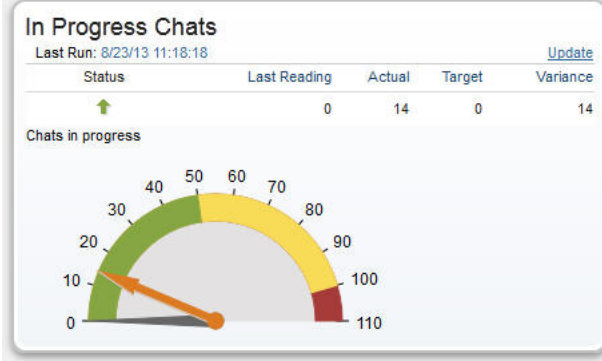 In Progress Chats
Last Run: 8/23/13 11:18:18 Update
Status Last Reading Actual Target Variance
0 14 0 14
Chats in progress
0
10
20
30
40
50
60
70
80
90
100
110